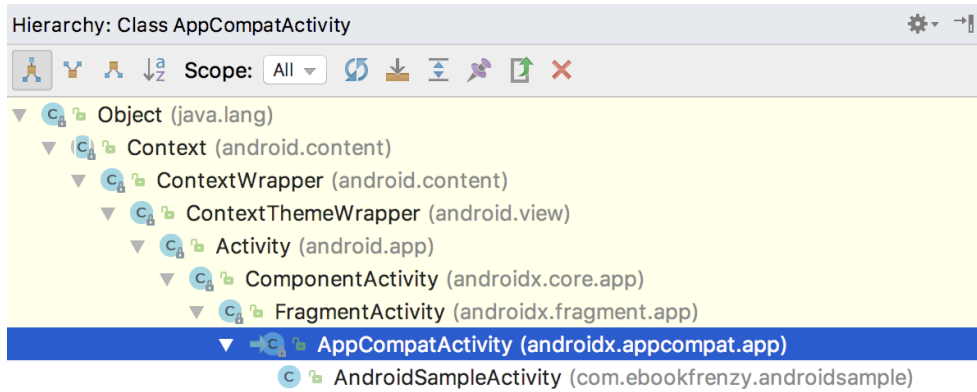 Hierarchy: Class AppCompatActivity
a
z Scope: All
C Object (java.lang)
C Context (android.content)
C ContextWrapper (android.content)
C ContextThemeWrapper (android.view)
C Activity (android.app)
C ComponentActivity (androidx.core.app)
C FragmentActivity (androidx.fragment.app)
C AppCompatActivity (androidx.appcompat.app)
C AndroidSampleActivity (com.ebookfrenzy.androidsample)